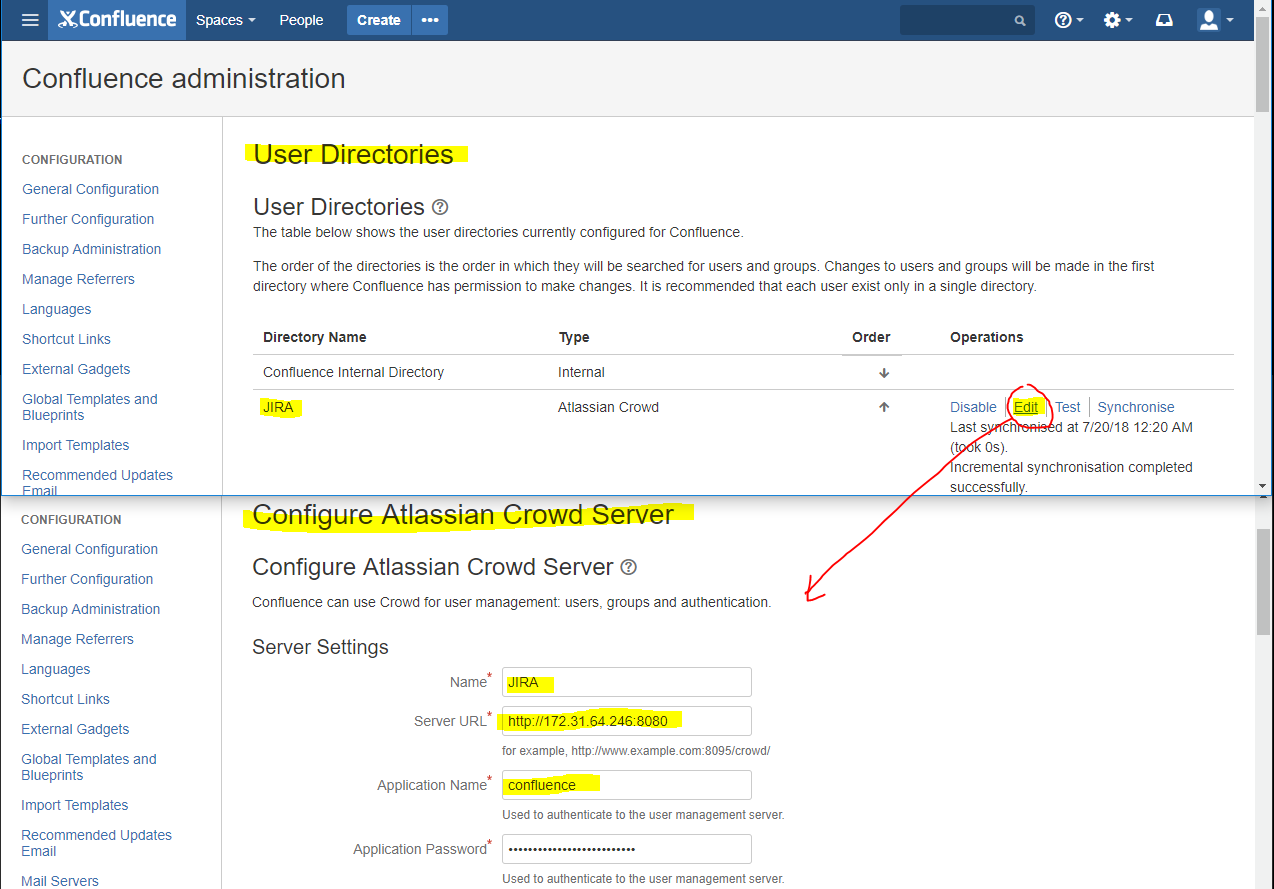 Confluence Spaces People Create •••
Confluence administration
CONFIGURATION
General Configuration
Further Configuration
Backup Administration
Manage Referrers
Languages
Shortcut Links
External Gadgets
Global Templates and
Blueprints
Import Templates
Recommended Updates
Email
User Directories
User Directories
The table below shows the user directories currently configured for Confluence.
The order of the directories is the order in which they will be searched for users and groups. Changes to users and groups will be made in the first
directory where Confluence has permission to make changes. It is recommended that each user exist only in a single directory.
Directory Name Type Order Operations
Confluence Internal Directory Internal
JIRA Atlassian Crowd Disable Edit Test Synchronise
Last synchronised at 7/20/18 12:20 AM
(took 0s).
Incremental synchronisation completed
successfully.
CONFIGURATION
General Configuration
Further Configuration
Backup Administration
Manage Referrers
Languages
Shortcut Links
External Gadgets
Global Templates and
Blueprints
Import Templates
Recommended Updates
Email
Mail Servers
Configure Atlassian Crowd Server
Configure Atlassian Crowd Server
Confluence can use Crowd for user management: users, groups and authentication.
Server Settings
Name* JIRA
Server URL* http://172.31.64.246:8080
for example, http://www.example.com:8095/crowd/
Application Name* confluence
Used to authenticate to the user management server.
Application Password* ••••••••••••••••••••••••••
Used to authenticate to the user management server.